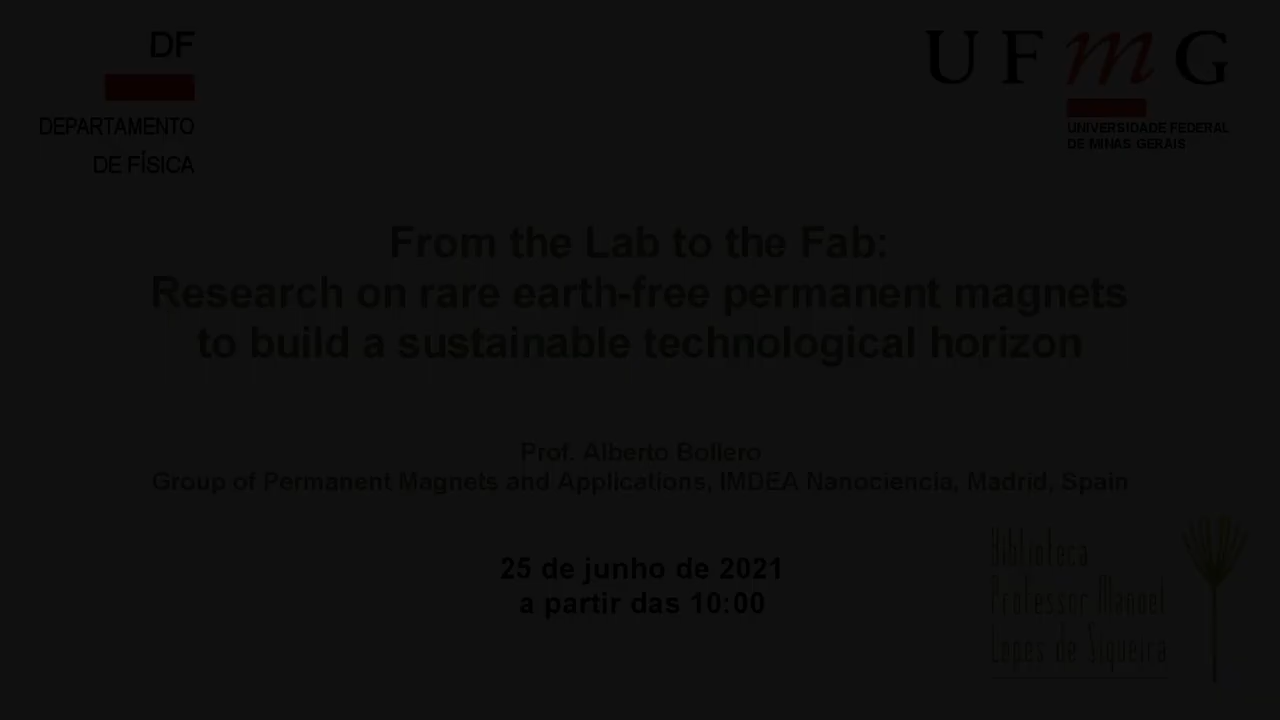 DF
DEPARTAMENTO
DE FÍSICA
UFmG
UNIVERSIDADE FEDERAL
DE MINAS GERAIS
From the Lab to the Fab:
Research on rare earth-free permanent magnets
to build a sustainable technological horizon
Prof. Alberto Bollero
Group of Permanent Magnets and Applications, IMDEA Nanociencia, Madrid, Spain
25 de junho de 2021
a partir das 10:00
Biblioteca
Professor Manuel
Lopes de Siqueira